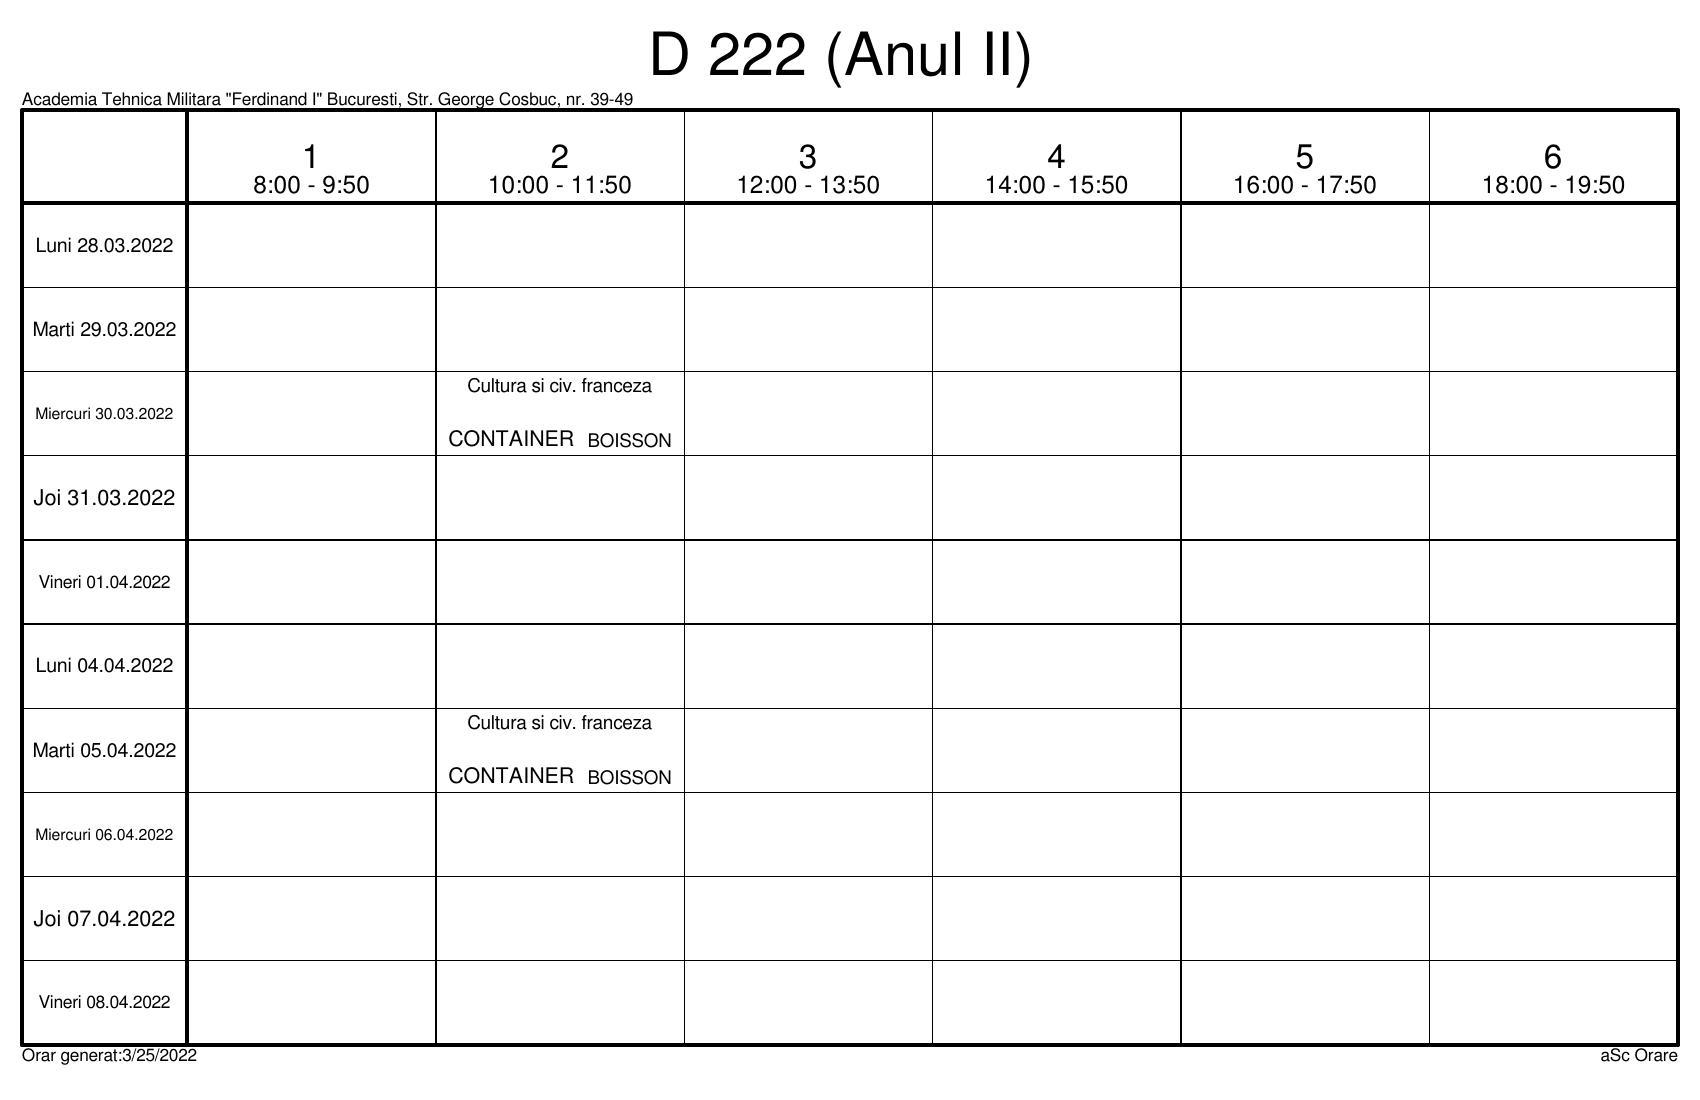 D 222 (Anul II)
Academia Tehnica Militara "Ferdinand I" Bucuresti, Str. George Cosbuc, nr. 39-49
1 2 3 4 5 6
8:00 - 9:50 10:00 - 11:50 12:00 - 13:50 14:00 - 15:50 16:00 - 17:50 18:00 - 19:50
Luni 28.03.2022
Marti 29.03.2022
Cultura si civ. franceza
Miercuri 30.03.2022
CONTAINER BOISSON
Joi 31.03.2022
Vineri 01.04.2022
Luni 04.04.2022
Cultura si civ. franceza
Marti 05.04.2022
CONTAINER BOISSON
Miercuri 06.04.2022
Joi 07.04.2022
Vineri 08.04.2022
Orar generat:3/25/2022 aSc Orare